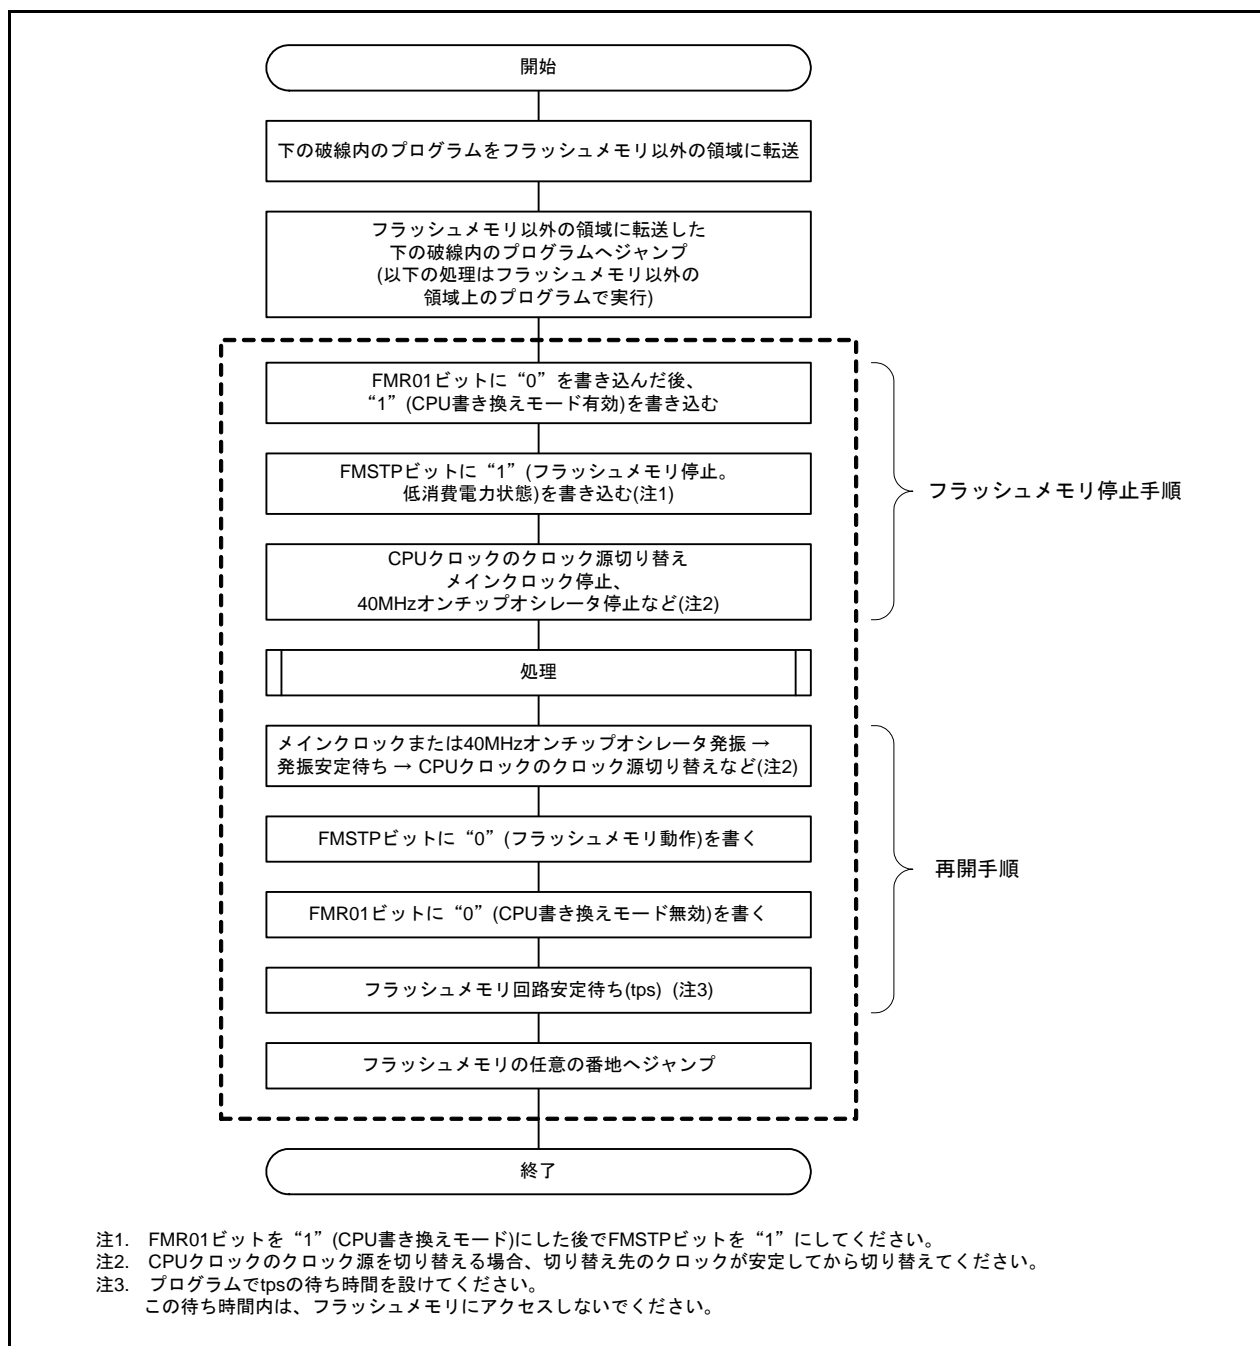 開始
下の破線内のプログラムをフラッシュメモリ以外の領域に転送
フラッシュメモリ以外の領域に転送した
下の破線内のプログラムへジャンプ
(以下の処理はフラッシュメモリ以外の
領域上のプログラムで実行)
FMR01ビットに“0”を書き込んだ後、
“1”(CPU書き換えモード有効)を書き込む
FMSTPビットに“1”(フラッシュメモリ停止。
低消費電力状態)を書き込む(注1)
フラッシュメモリ停止手順
CPUクロックのクロック源切り替え
メインクロック停止、
40MHzオンチップオシレータ停止など(注2)
処理
メインクロックまたは40MHzオンチップオシレータ発振 →
発振安定待ち → CPUクロックのクロック源切り替えなど(注2)
FMSTPビットに“0”(フラッシュメモリ動作)を書く
再開手順
FMR01ビットに“0”(CPU書き換えモード無効)を書く
フラッシュメモリ回路安定待ち(tps) (注3)
フラッシュメモリの任意の番地へジャンプ
終了
注1. FMR01ビットを“1”(CPU書き換えモード)にした後でFMSTPビットを“1”にしてください。
注2. CPUクロックのクロック源を切り替える場合、切り替え先のクロックが安定してから切り替えてください。
注3. プログラムでtpsの待ち時間を設けてください。
この待ち時間内は、フラッシュメモリにアクセスしないでください。